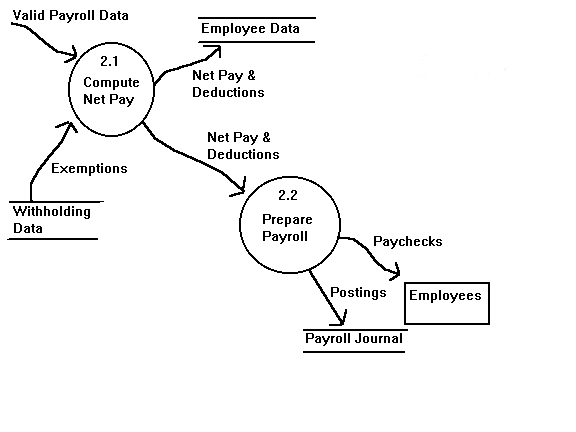 Valid Payroll Data
Employee Data
2.1
Compute
Net Pay
Net Pay &
Deductions
Net Pay &
Deductions
Exemptions
Withholding
Data
2.2
Prepare
Payroll
Paychecks
Postings
Employees
Payroll Journal